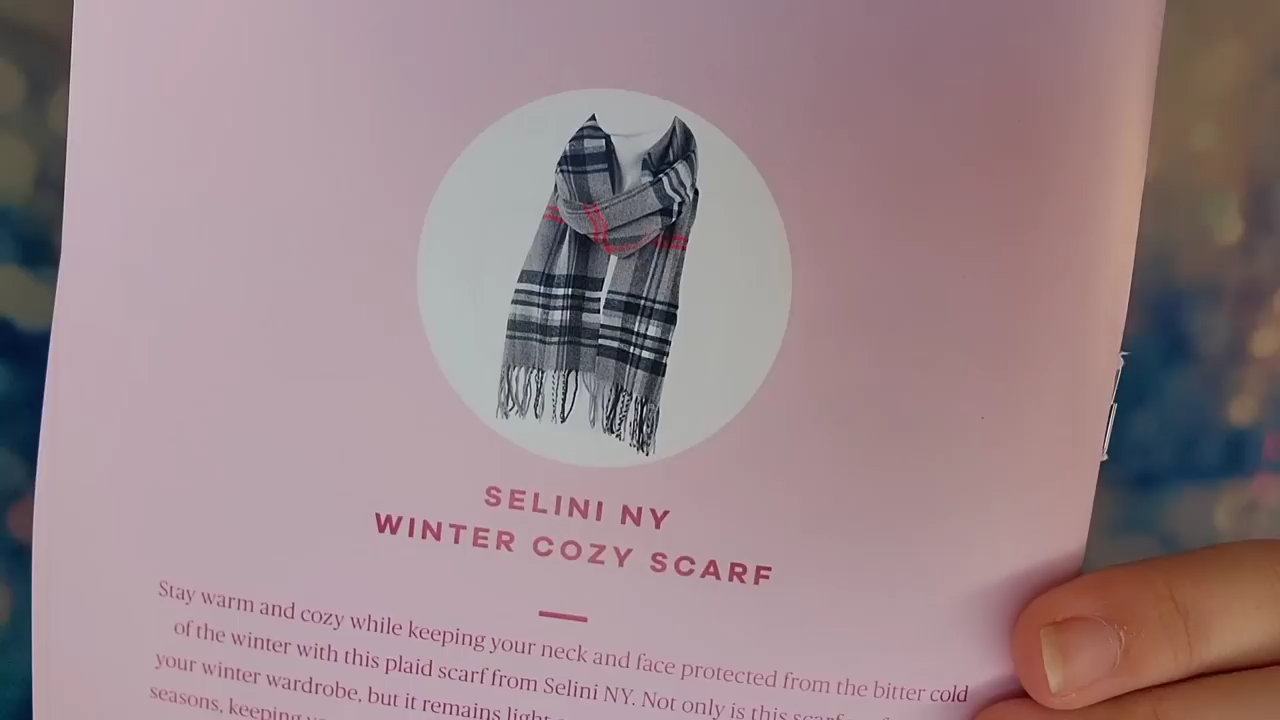 SELINI NY
WINTER COZY SCARF
Stay warm and cozy while keeping your neck and face protected from the bitter cold
of the winter with this plaid scarf from Selini NY. Not only is this
your winter wardrobe, but it remains
seasons, keeping